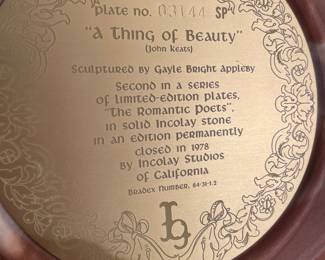 Plate no. 03144 SP
"A Thing of Beauty"
(John Keats)
Sculptured by Gayle Bright Appleby
Second in a series
of limited-edition plates,
"The Romantic Poets",
in solid Incolay stone
in an edition permanently
closed in 1978
by Incolay Studios
of California
Bradex Number, 84-31-1.2